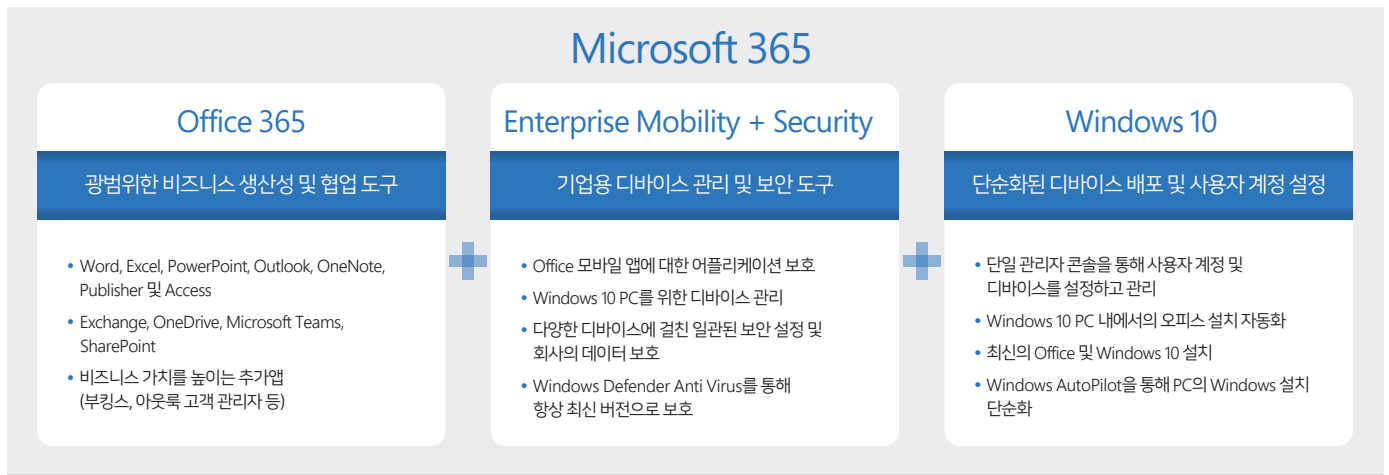 Microsoft 365
Office 365
광범위한 비즈니스 생산성 및 협업 도구
• Word, Excel, PowerPoint, Outlook, OneNote,
Publisher 및 Access
• Exchange, OneDrive, Microsoft Teams,
SharePoint
• 비즈니스 가치를 높이는 추가앱
(부킹스, 아웃룩 고객 관리자 등)
Enterprise Mobility + Security
기업용 디바이스 관리 및 보안 도구
• Office 모바일 앱에 대한 어플리케이션 보호
• Windows 10 PC를 위한 디바이스 관리
• 다양한 디바이스에 걸친 일관된 보안 설정 및
회사의 데이터 보호
• Windows Defender Anti Virus를 통해
항상 최신 버전으로 보호
Windows 10
단순화된 디바이스 배포 및 사용자 계정 설정
• 단일 관리자 콘솔을 통해 사용자 계정 및
디바이스를 설정하고 관리
• Windows 10 PC 내에서의 오피스 설치 자동화
• 최신의 Office 및 Windows 10 설치
• Windows AutoPilot을 통해 PC의 Windows 설치
단순화